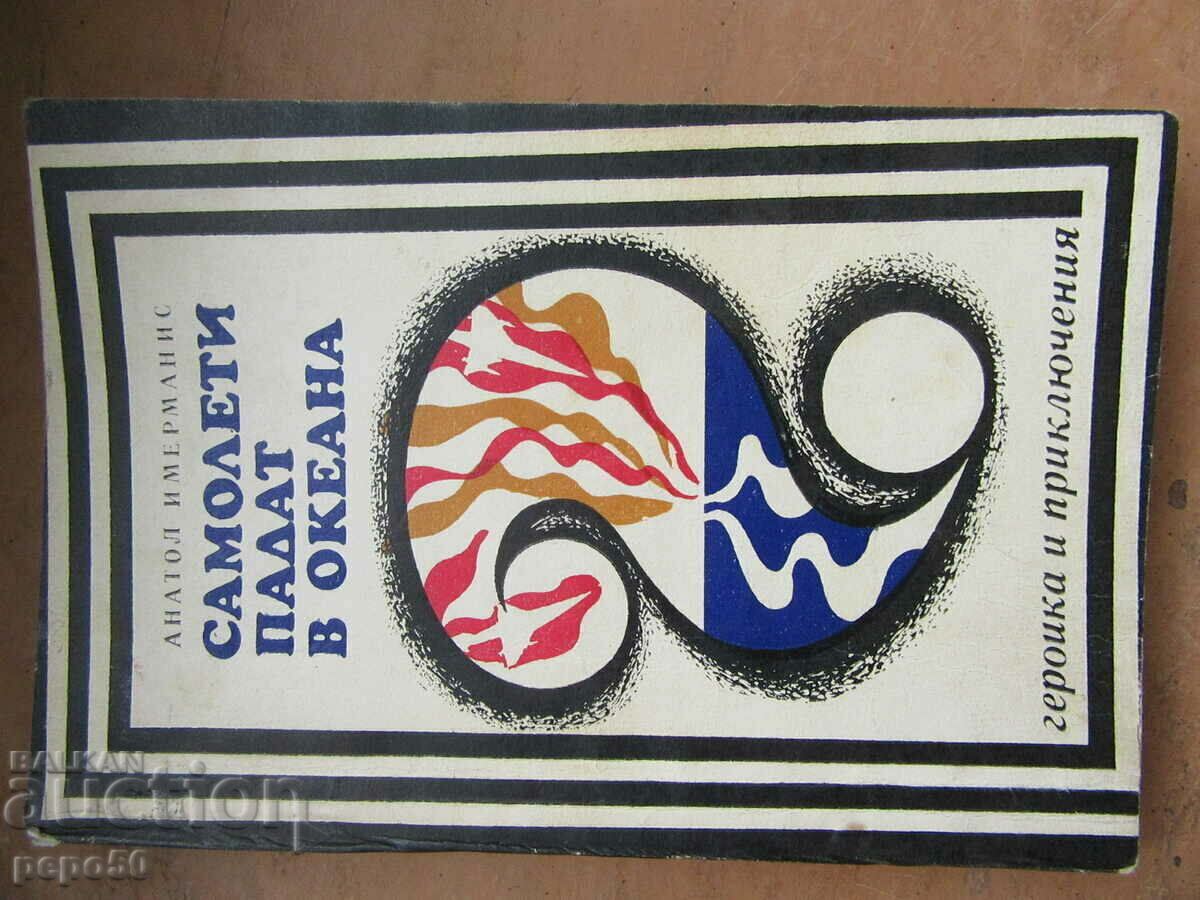 АНАТОЛ ИМЕРМАНИС
САМОЛЕТИ
ПАДАТ
В ОКЕАНА
героика и приключения
BALKAN
auction
pepo50